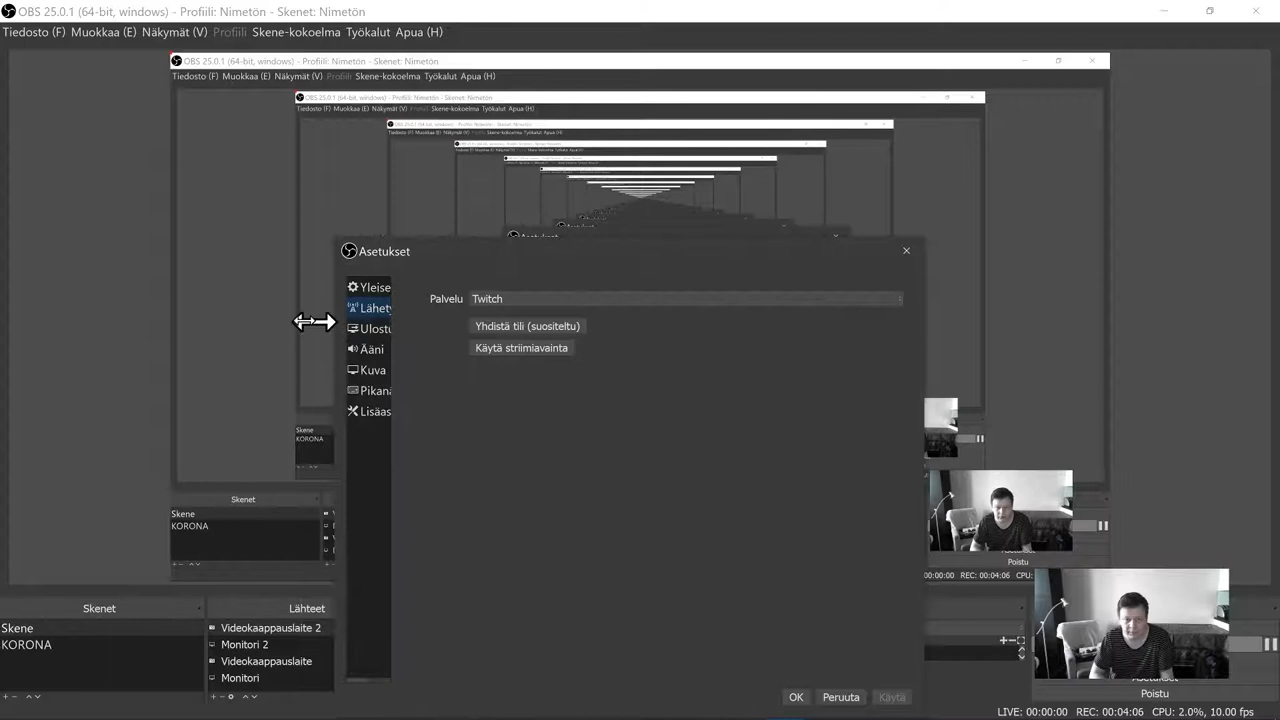 OBS 25.0.1 (64-bit, windows) - Profiili: Nimetön - Skenet: Nimetön
Tiedosto (F) Muokkaa (E) Näkymät (V) Profiili Skene-kokoelma Työkalut Apua (H)
OBS 25.0.1 (64-bit, windows) - Profiili: Nimetön - Skenet: Nimetön
Tiedosto (F) Muokkaa (E) Näkymät (V) Profiili Skene-kokoelma Työkalut Apua (H)
OBS 25.0.1 (64-bit, windows) - Profiili: Nimetön - Skenet: Nimetön
Tiedosto (F) Muokkaa (E) Näkymät (V) Profiili Skene-kokoelma Työkalut Apua (H)
Asetukset
Yleise
Palvelu Twitch
Lähety
Yhdistä tili (suositeltu)
Ulostu
Käytä striimiavainta
Ääni
Kuva
Pikanä
Lisäas
Skene
KORONA
Skenet
Skene
KORONA
Poistu
00:00:00 REC: 00:04:06 CPU:
Skenet
Lähteet
Skene
KORONA
Videokaappauslaite 2
Monitori 2
Videokaappauslaite
Monitori
OK Peruuta Käytä
Asetukset
Poistu
LIVE: 00:00:00 REC: 00:04:06 CPU: 2.0%, 10.00 fps